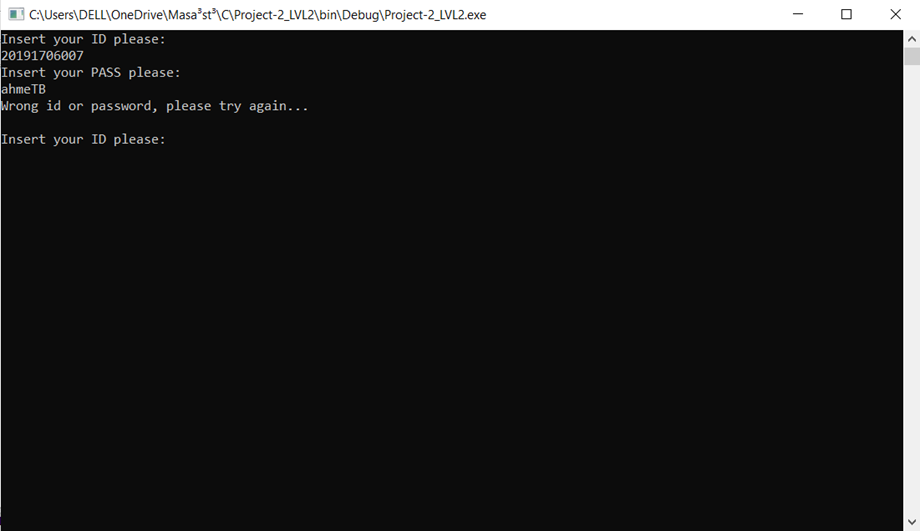 C:\Users\DELL\OneDrive\Masa³st³\C\Project-2_LVL2\bin\Debug\Project-2_LVL2.exe
Insert your ID please:
20191706007
Insert your PASS please:
ahmeTB
Wrong id or password, please try again...
Insert your ID please: